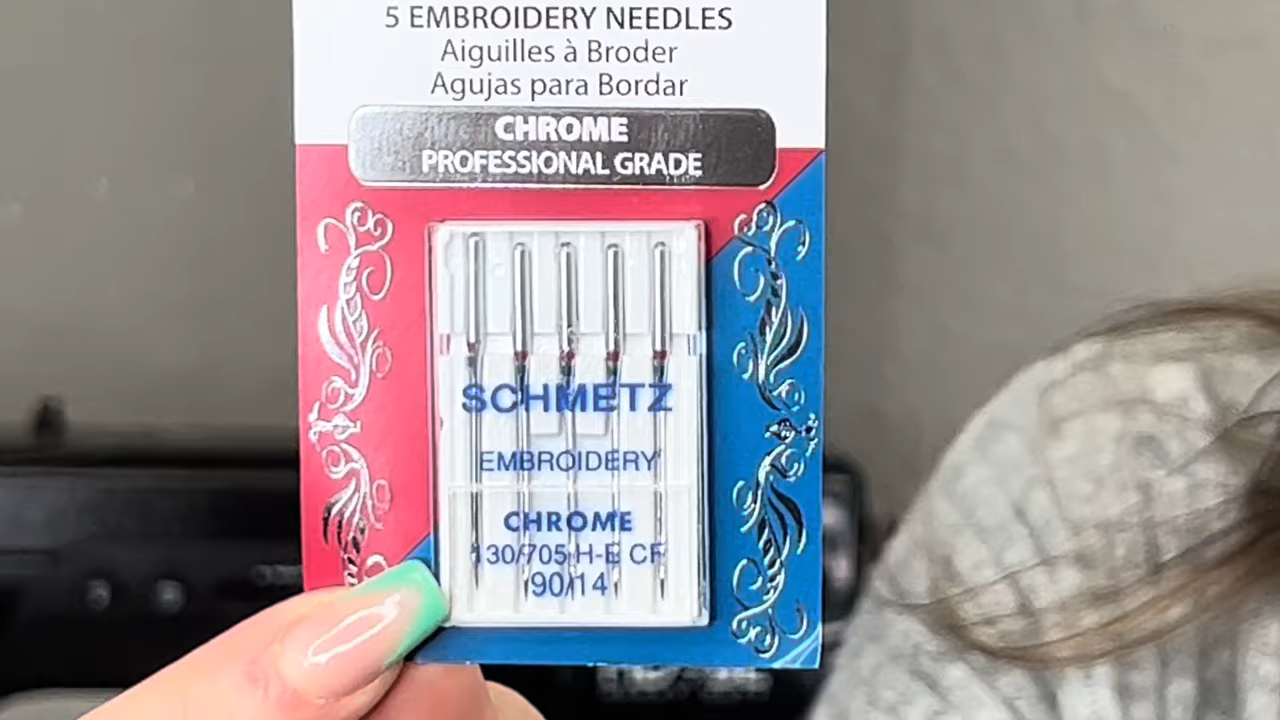 5 EMBROIDERY NEEDLES
Aiguilles à Broder
Agujas para Bordar
CHROME
PROFESSIONAL GRADE
SCHMETZ
EMBROIDERY
CHROME
130/705 H-E CF
90/14